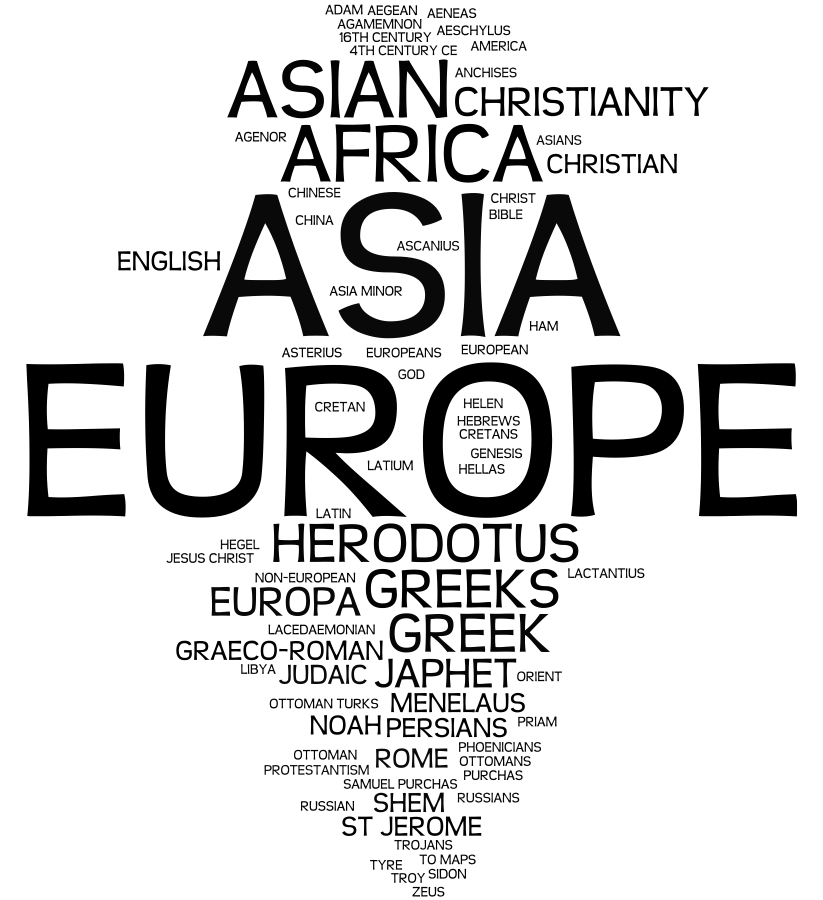 ADAM AEGEAN AENEAS
AGAMEMNON AESCHYLUS
16TH CENTURY
4TH CENTURY CE AMERICA
ASIAN ANCHISES
CHRISTIANITY
AGENOR AFRICA ASIANS
CHRISTIAN
CHINESE CHRIST
CHINA BIBLE
ENGLISH ASIA ASCANIUS
ASIA MINOR
HAM
ASTERIUS EUROPEANS EUROPEAN
GOD
EUROPE
CRETAN HELEN
HEBREWS
CRETANS
GENESIS
LATIUM HELLAS
LATIN
HEGEL HERODOTUS
JESUS CHRIST
NON-EUROPEAN GREEKS LACTANTIUS
EUROPA
LACEDAEMONIAN GREEK
GRAECO-ROMAN
LIBYA JUDAIC JAPHET ORIENT
OTTOMAN TURKS MENELAUS
NOAH PERSIANS PRIAM
OTTOMAN ROME PHOENICIANS
OTTOMANS
PROTESTANTISM PURCHAS
SAMUEL PURCHAS
RUSSIAN SHEM RUSSIANS
ST JEROME
TROJANS
TYRE TO MAPS
TROY SIDON
ZEUS